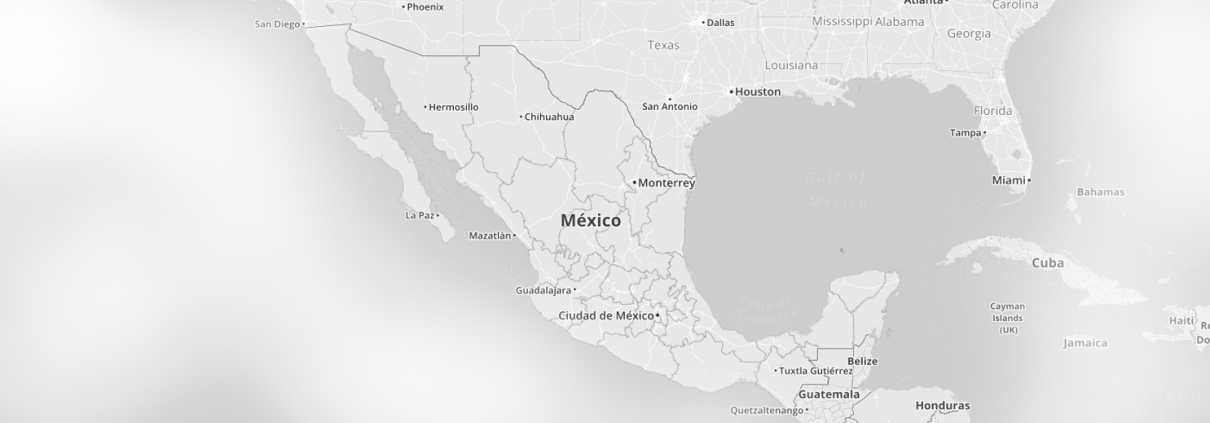 Atlanta
Carolina
Phoenix
San Diego
Dallas
Mississippi
Alabama
Georgia
Texas
Louisiana
Houston
San Antonio
Hermosillo
Chihuahua
Florida
Tampa
Miami
Monterrey
Gulf of
Mexico
Bahamas
La Paz
México
Mazatlán
Cuba
Guadalajara
Ciudad de México
Cayman
Islands
(UK)
Haiti
Jamaica
Belize
Tuxtla Gutiérrez
Guatemala
Quetzaltenango
Honduras